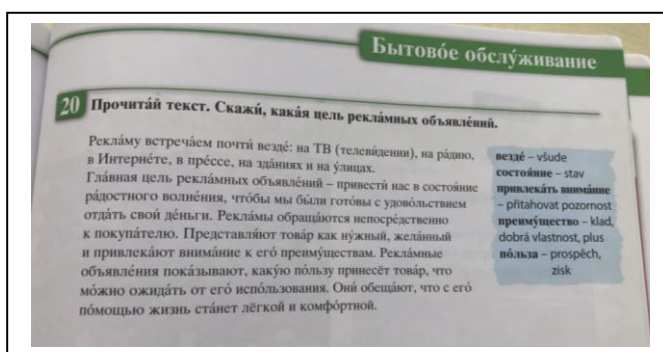 Бытово́е обслу́живание
20 Прочита́й текст. Скажи́, кака́я цель рекла́мных объявле́ний.
Рекла́му встреча́ем почти́ везде́: на ТВ (телеви́дении), на ра́дио,
в Интерне́те, в пре́ссе, на зда́ниях и на у́лицах.
Гла́вная цель рекла́мных объявле́ний – привести́ нас в состоя́ние
ра́достного волне́ния, что́бы мы бы́ли гото́вы с удово́льствием
отда́ть свои́ де́ньги. Рекла́мы обраща́ются непосре́дственно
к покупа́телю. Представля́ют това́р как ну́жный, жела́нный
и привлека́ют внима́ние к его́ преиму́ществам. Рекла́мные
объявле́ния пока́зывают, каку́ю по́льзу принесёт това́р, что
мо́жно ожида́ть от его́ испо́льзования. Они́ обеща́ют, что с его́
по́мощью жизнь ста́нет лёгкой и комфо́ртной.
везде́ – všude
состоя́ние – stav
привлека́ть внима́ние
– přitahovat pozornost
преиму́щество – klad,
dobrá vlastnost, plus
по́льза – prospěch,
zisk